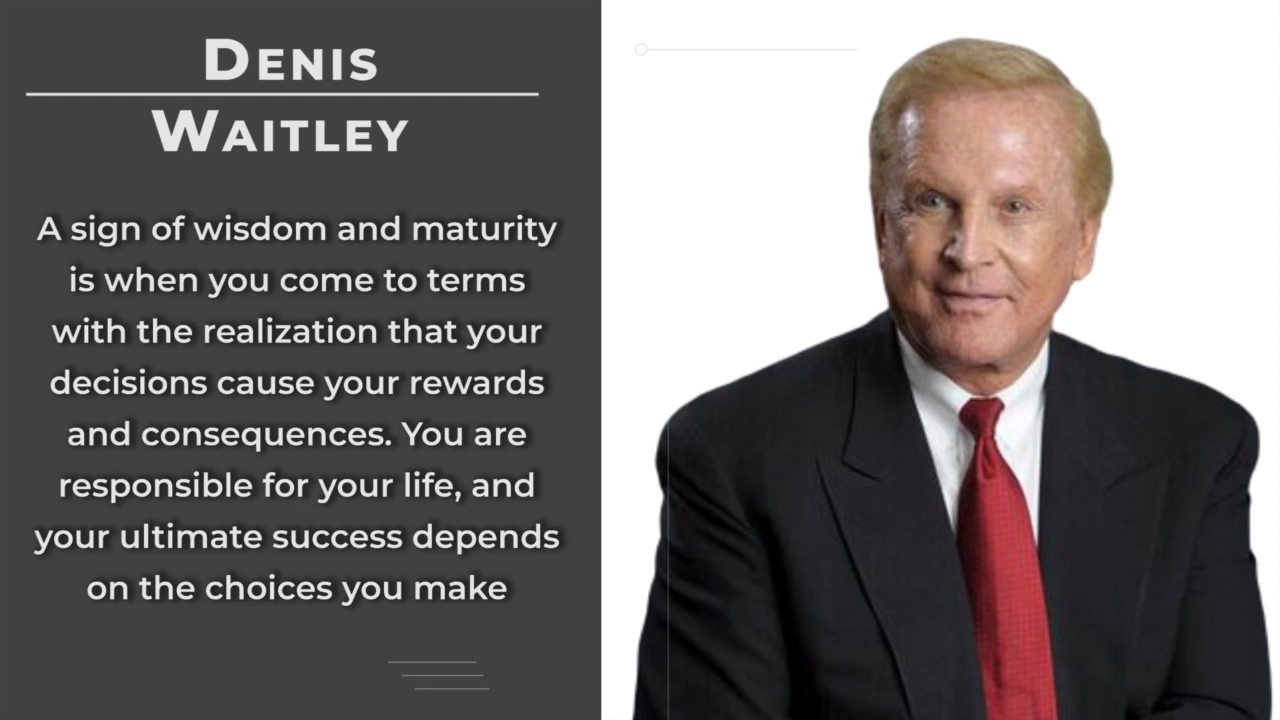 Denis
Waitley
A sign of wisdom and maturity
is when you come to terms
with the realization that your
decisions cause your rewards
and consequences. You are
responsible for your life, and
your ultimate success depends
on the choices you make